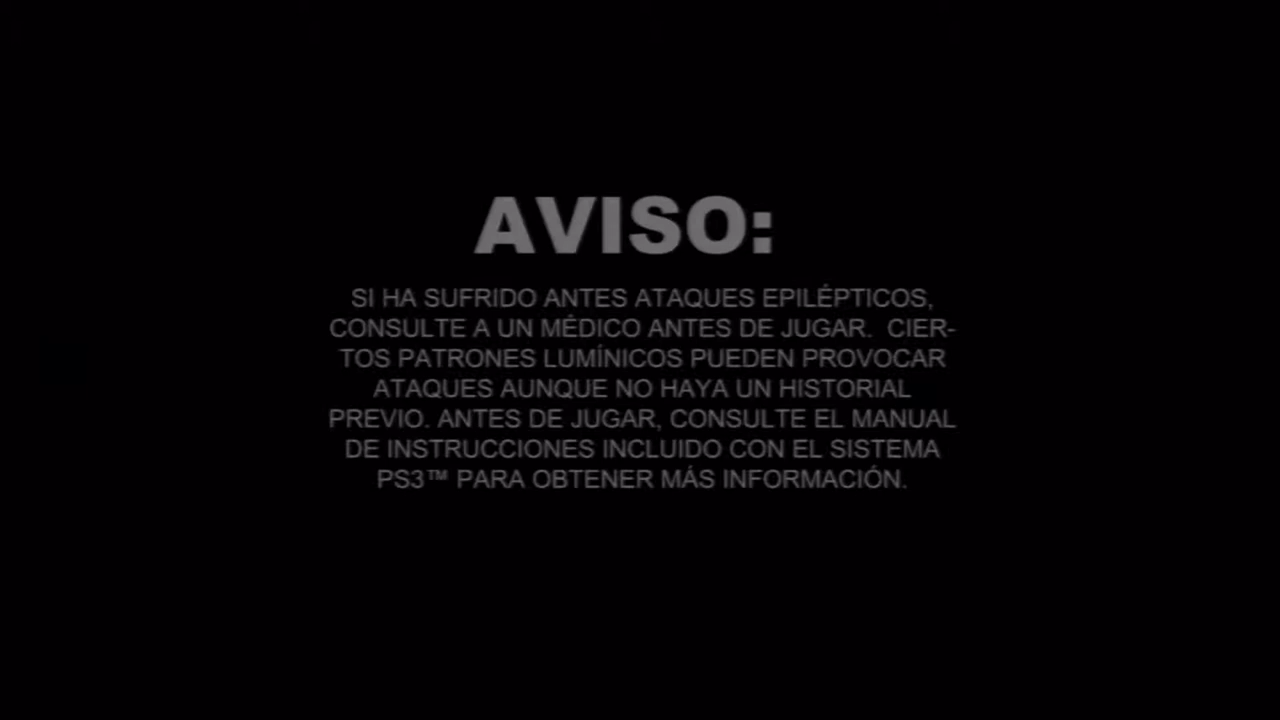 AVISO:
SI HA SUFRIDO ANTES ATAQUES EPILÉPTICOS,
CONSULTE A UN MÉDICO ANTES DE JUGAR.  CIER-
TOS PATRONES LUMÍNICOS PUEDEN PROVOCAR
ATAQUES AUNQUE NO HAYA UN HISTORIAL
PREVIO. ANTES DE JUGAR, CONSULTE EL MANUAL
DE INSTRUCCIONES INCLUIDO CON EL SISTEMA
PS3™ PARA OBTENER MÁS INFORMACIÓN.